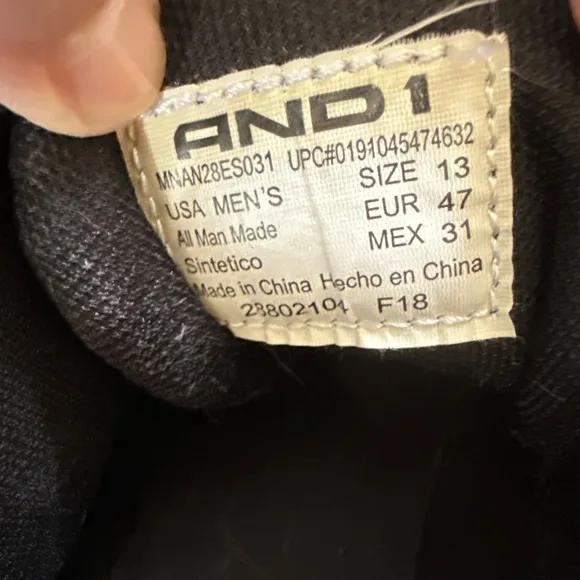 AND1
MNAN28ES031 UPC#0191045474632
USA MEN'S SIZE 13
All Man Made EUR 47
Sintetico MEX 31
Made in China Hecho en China
28802101 F18